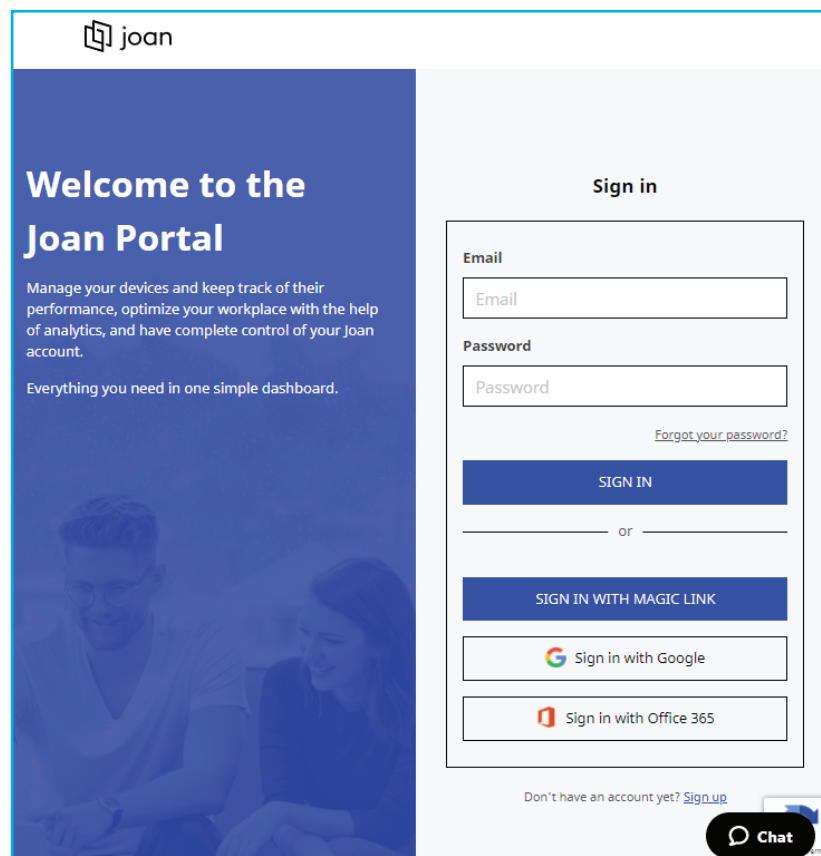 joan
Welcome to the
Joan Portal
Manage your devices and keep track of their
performance, optimize your workplace with the help
of analytics, and have complete control of your Joan
account.
Everything you need in one simple dashboard.
Sign in
Email
Email
Password
Password
Forgot your password?
SIGN IN
or
SIGN IN WITH MAGIC LINK
Sign in with Google
Sign in with Office 365
Don't have an account yet? Sign up
Chat